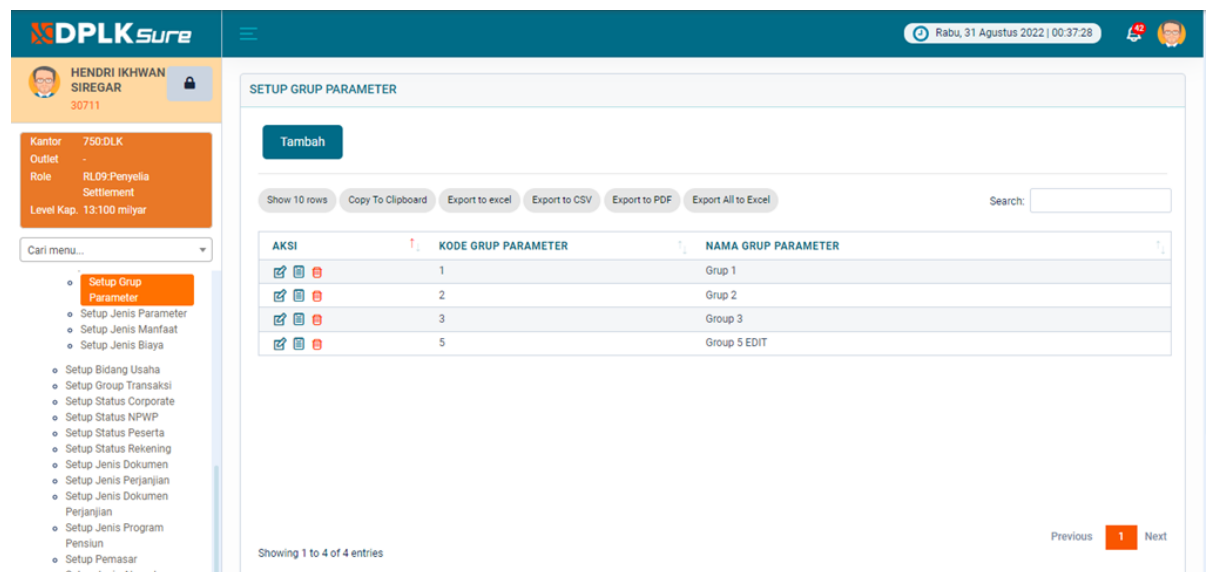 DPLKsure
Rabu, 31 Agustus 2022 | 00:37:28
42
HENDRI IKHWAN
SIREGAR
30711
Kantor 750:DLK
Outlet -
Role RL09:Penyelia
Settlement
Level Kap. 13:100 milyar
Cari menu...
Setup Grup
Parameter
Setup Jenis Parameter
Setup Jenis Manfaat
Setup Jenis Biaya
Setup Bidang Usaha
Setup Group Transaksi
Setup Status Corporate
Setup Status NPWP
Setup Status Peserta
Setup Status Rekening
Setup Jenis Dokumen
Setup Jenis Perjanjian
Setup Jenis Dokumen
Perjanjian
Setup Jenis Program
Pensiun
Setup Pemasar
SETUP GRUP PARAMETER
Tambah
Show 10 rows Copy To Clipboard Export to excel Export to CSV Export to PDF Export All to Excel Search:
AKSI KODE GRUP PARAMETER NAMA GRUP PARAMETER
1 Grup 1
2 Grup 2
3 Group 3
5 Group 5 EDIT
Previous 1 Next
Showing 1 to 4 of 4 entries